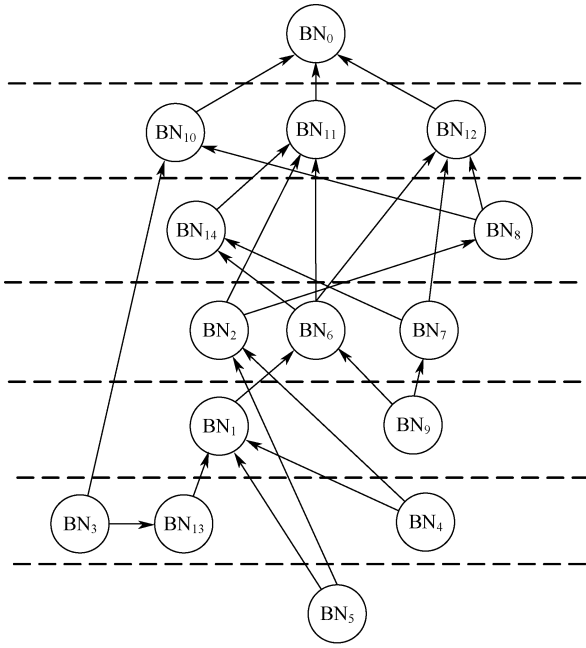 BN₀
BN₁₀ BN₁₁ BN₁₂
BN₁₄ BN₈
BN₂ BN₆ BN₇
BN₁ BN₉
BN₃ BN₁₃ BN₄
BN₅